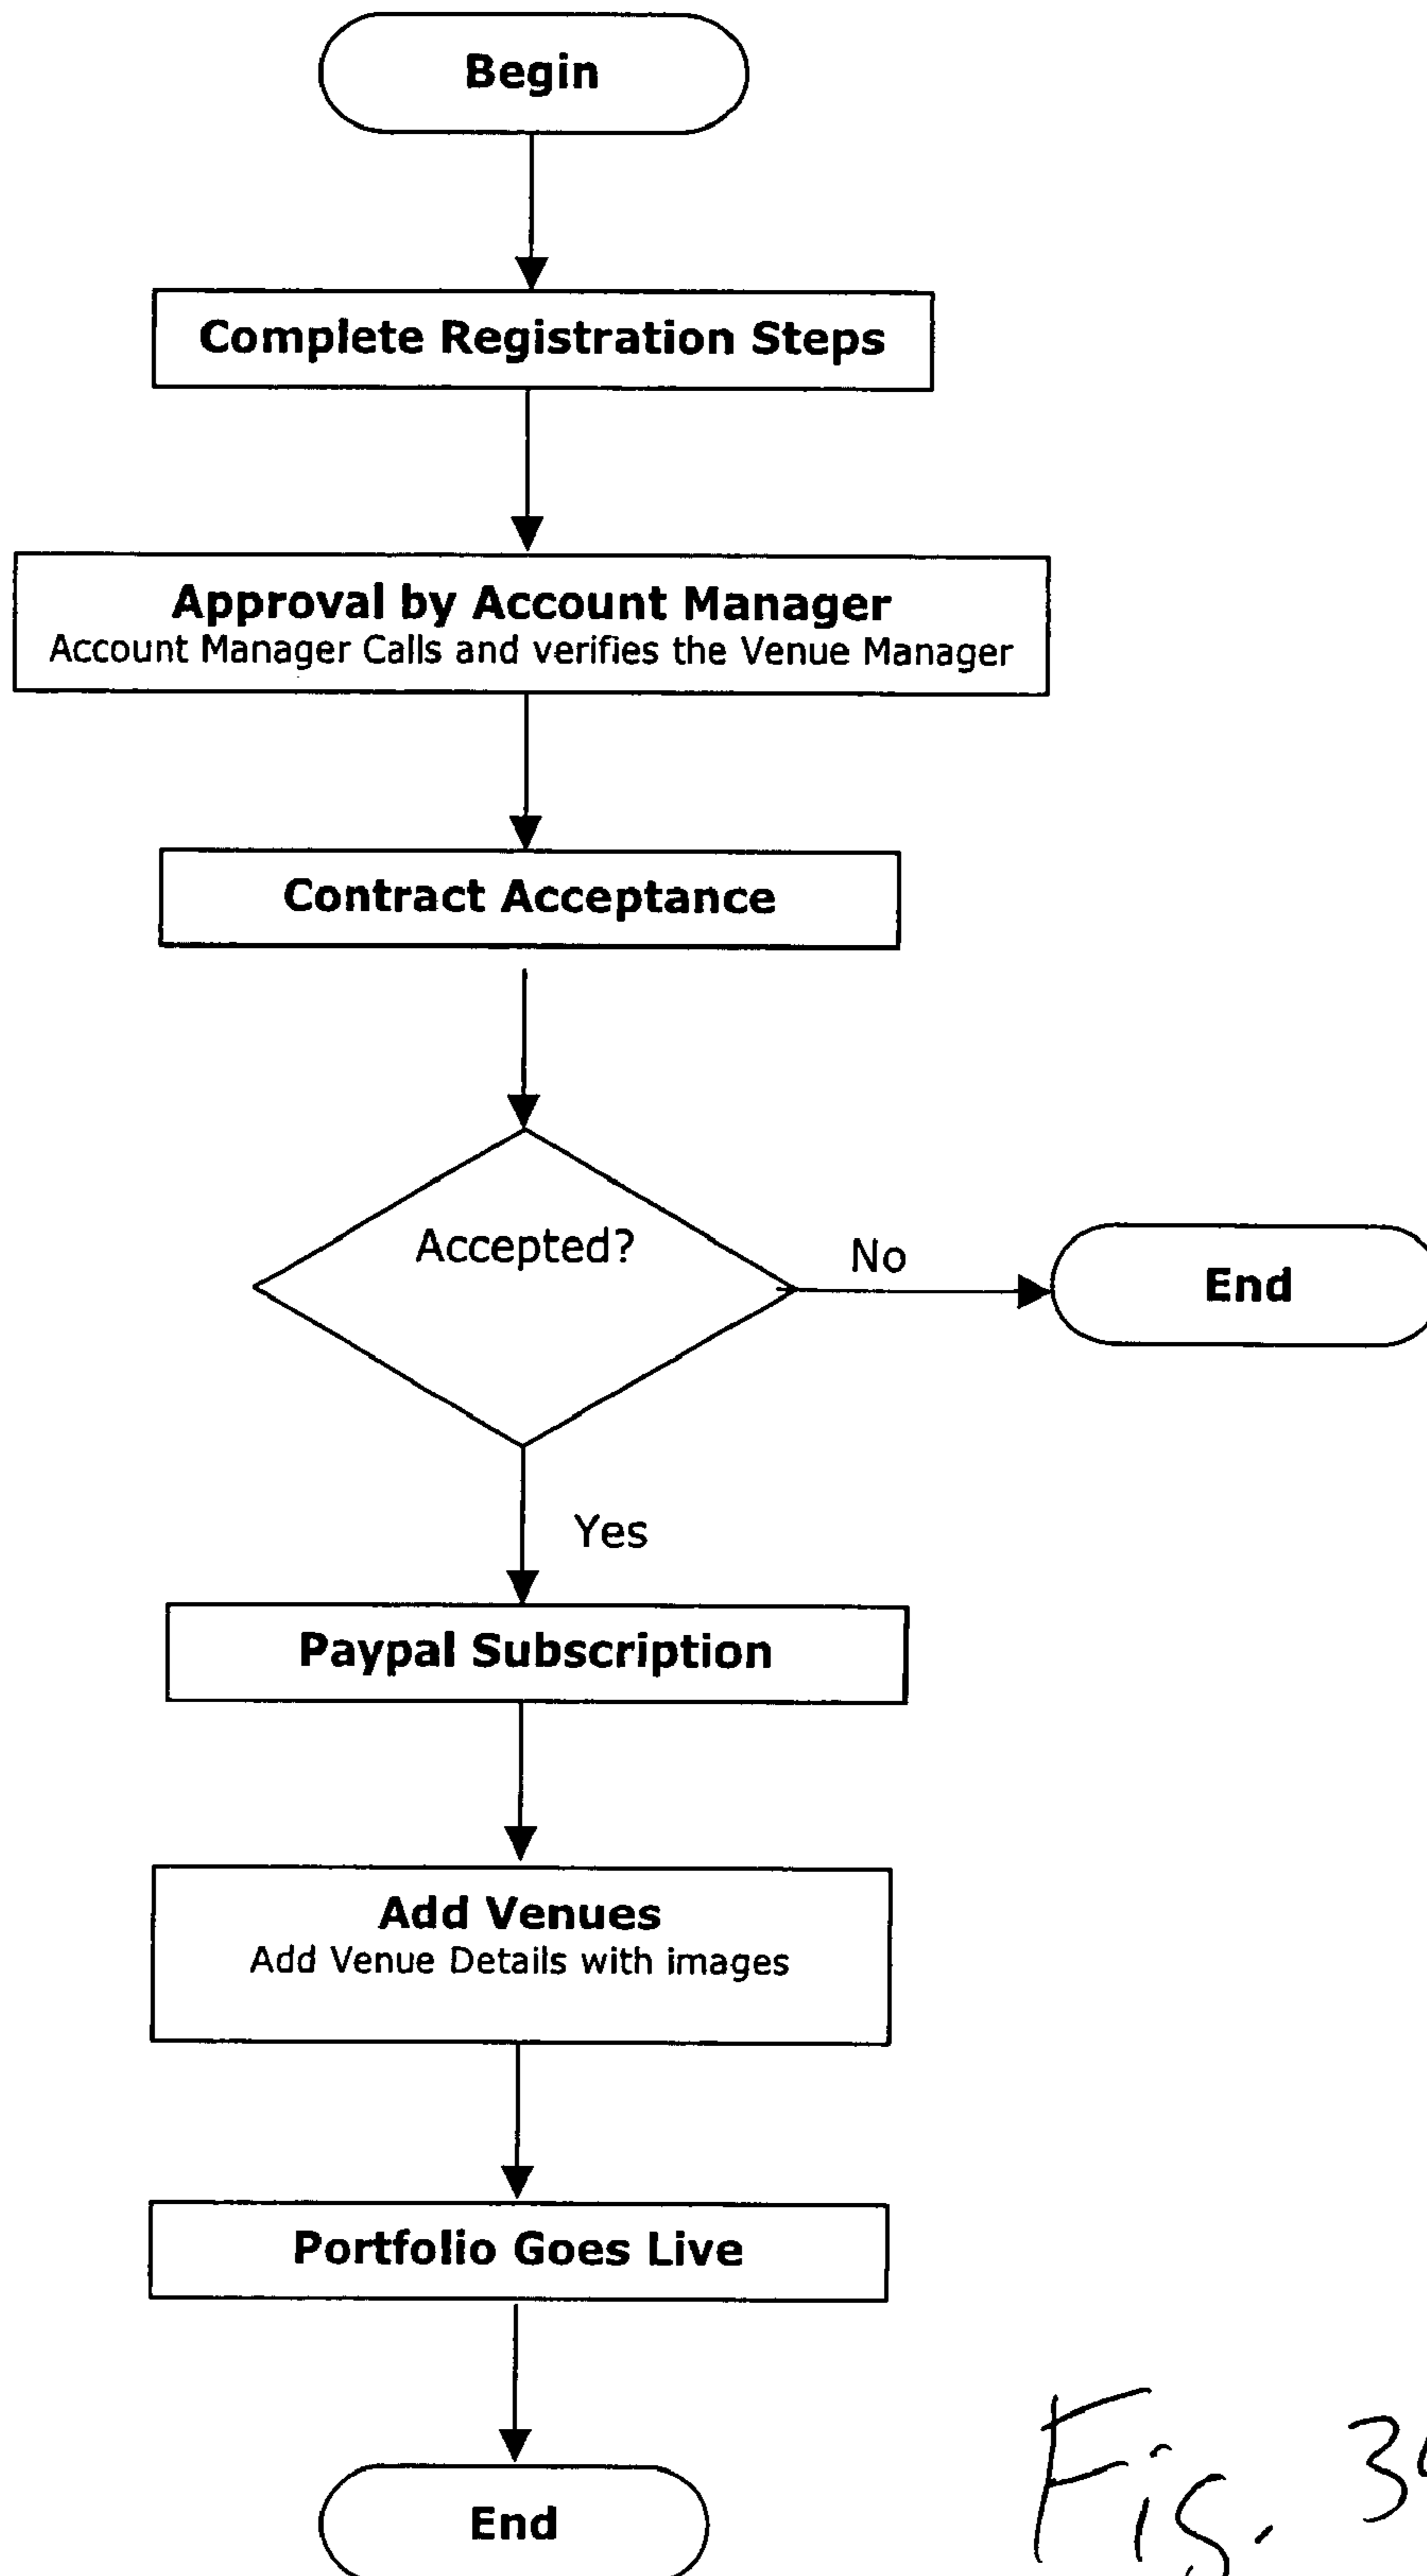 Begin
Complete Registration Steps
Approval by Account Manager
Account Manager Calls and verifies the Venue Manager
Contract Acceptance
Accepted?
No
End
Yes
Paypal Subscription
Add Venues
Add Venue Details with images
Portfolio Goes Live
End
Fig.